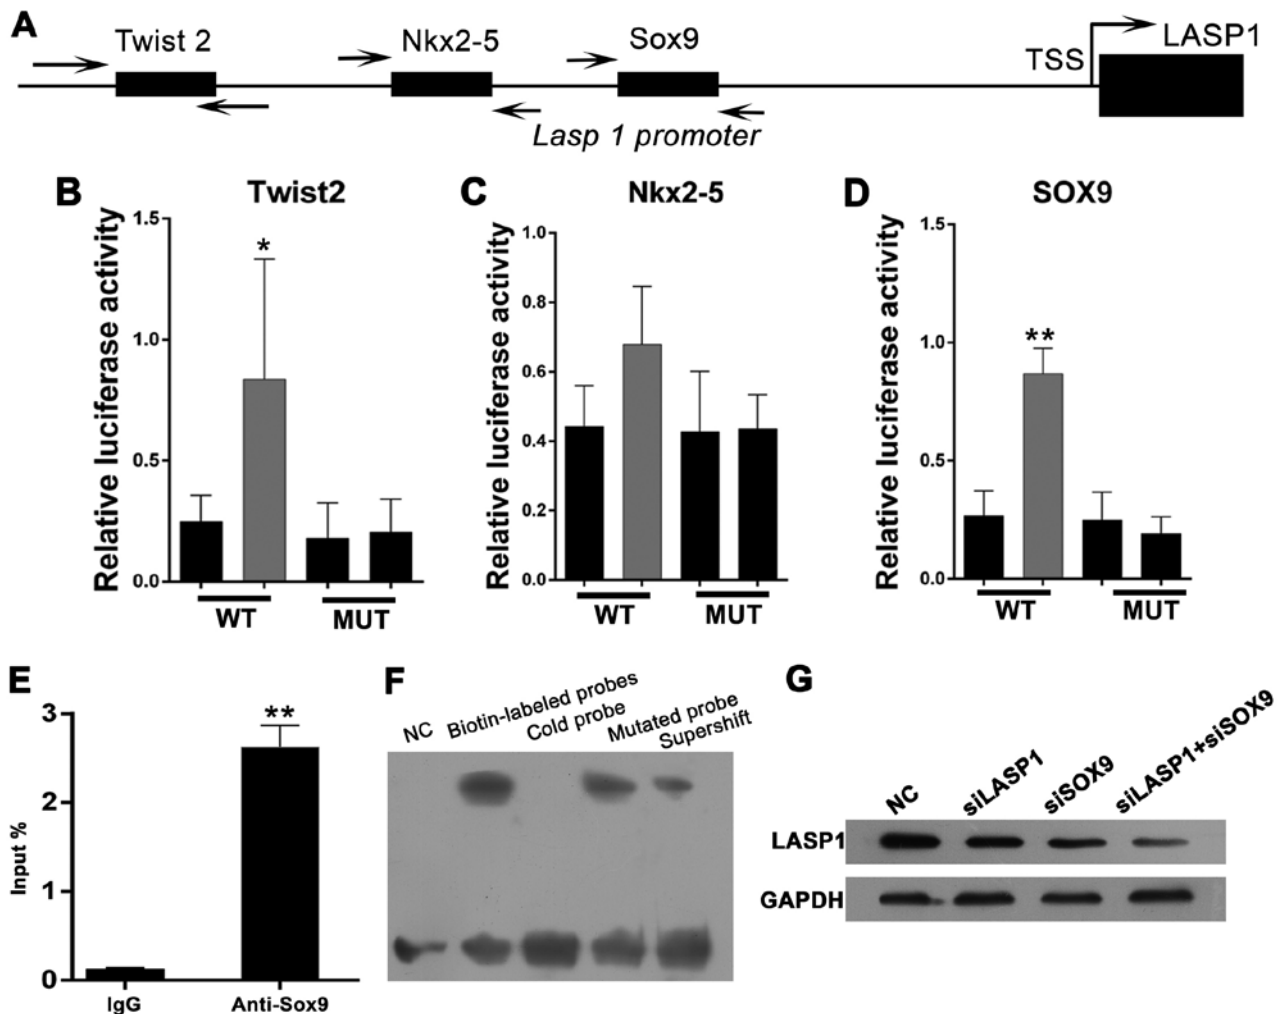 A
Twist 2
Nkx2-5
Sox9
TSS
LASP1
Lasp 1 promoter
B
Twist2
Relative luciferase activity
1.5
1.0
0.5
0.0
*
WT
MUT
C
Nkx2-5
Relative luciferase activity
1.0
0.8
0.6
0.4
0.2
0.0
WT
MUT
D
SOX9
Relative luciferase activity
1.5
1.0
0.5
0.0
**
WT
MUT
E
Input %
3
2
1
0
**
IgG
Anti-Sox9
F
NC
Biotin-labeled probes
Cold probe
Mutated probe
Supershift
G
NC
siLASP1
siSOX9
siLASP1+siSOX9
LASP1
GAPDH